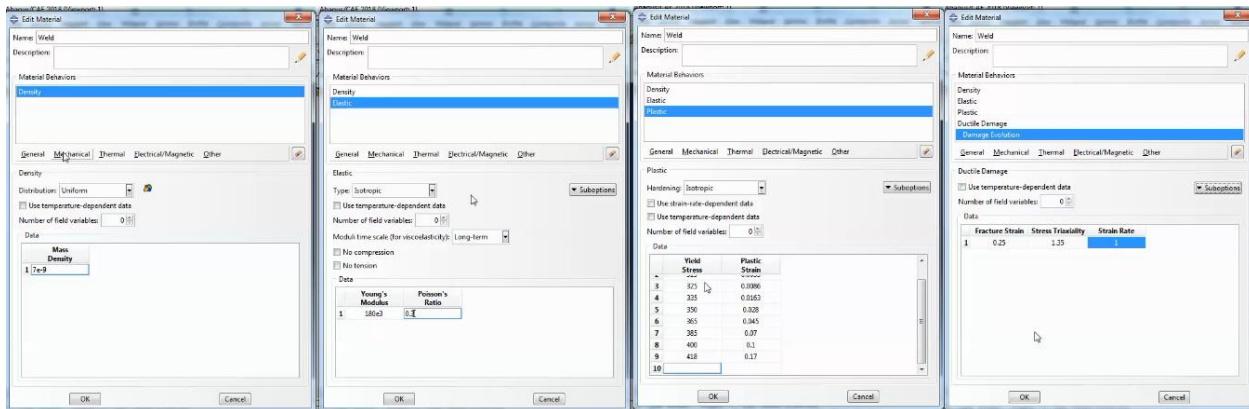 Abaqus/CAE 2018 [Viewport: 1]
Edit Material
Name: Weld
Description:
Material Behaviors
Density
General Mechanical Thermal Electrical/Magnetic Other
Density
Distribution: Uniform
Use temperature-dependent data
Number of field variables: 0
Data
Mass
Density
1 7e-9
OK Cancel
Abaqus/CAE 2018 [Viewport: 1]
Edit Material
Name: Weld
Description:
Material Behaviors
Density
Elastic
General Mechanical Thermal Electrical/Magnetic Other
Elastic
Type: Isotropic Suboptions
Use temperature-dependent data
Number of field variables: 0
Moduli time scale (for viscoelasticity): Long-term
No compression
No tension
Data
Young's Poisson's
Modulus Ratio
1 180e3 0.3
OK Cancel
Edit Material
Name: Weld
Description:
Material Behaviors
Density
Elastic
Plastic
General Mechanical Thermal Electrical/Magnetic Other
Plastic
Hardening: Isotropic Suboptions
Use strain-rate-dependent data
Use temperature-dependent data
Number of field variables: 0
Data
Yield Plastic
Stress Strain
3 325 0.0086
4 335 0.0163
5 350 0.028
6 365 0.045
7 385 0.07
8 400 0.1
9 418 0.17
10
OK Cancel
Edit Material
Name: Weld
Description:
Material Behaviors
Density
Elastic
Plastic
Ductile Damage
Damage Evolution
General Mechanical Thermal Electrical/Magnetic Other
Ductile Damage
Use temperature-dependent data Suboptions
Number of field variables: 0
Data
Fracture Strain Stress Triaxiality Strain Rate
1 0.25 1.35 1
OK Cancel